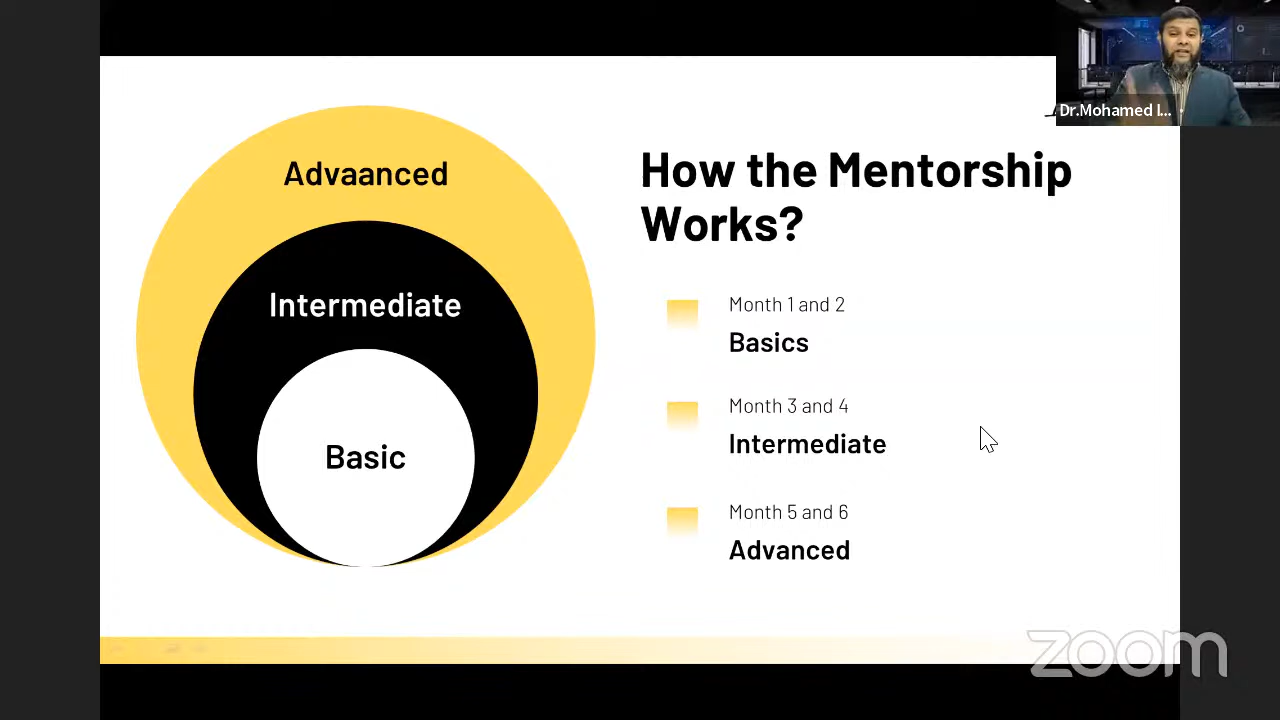 Dr.Mohamed I...
Advaanced
Intermediate
Basic
How the Mentorship
Works?
Month 1 and 2
Basics
Month 3 and 4
Intermediate
Month 5 and 6
Advanced
zoom